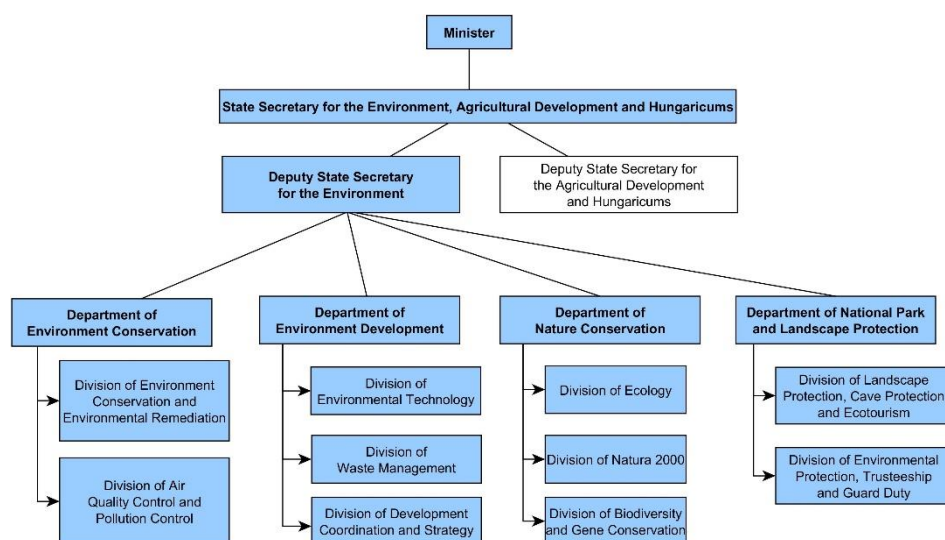 Minister
State Secretary for the Environment, Agricultural Development and Hungaricums
Deputy State Secretary
for the Environment
Deputy State Secretary for
the Agricultural Development
and Hungaricums
Department of
Environment Conservation
Department of
Environment Development
Department of
Nature Conservation
Department of National Park
and Landscape Protection
Division of Environment
Conservation and
Environmental Remediation
Division of Air
Quality Control and
Pollution Control
Division of
Environmental Technology
Division of
Waste Management
Division of Development
Coordination and Strategy
Division of Ecology
Division of Natura 2000
Division of Biodiversity
and Gene Conservation
Division of Landscape
Protection, Cave Protection
and Ecotourism
Division of Environmental
Protection, Trusteeship
and Guard Duty